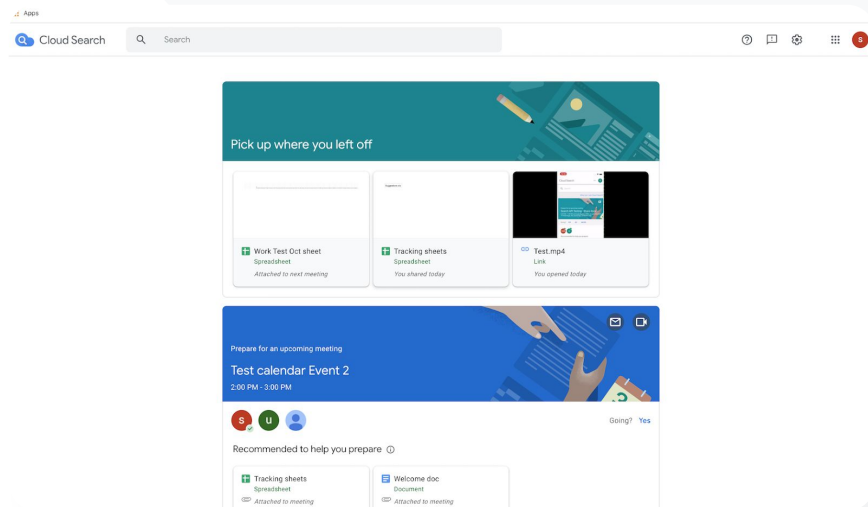 Apps
Cloud Search
Search
S
Pick up where you left off
Work Test Oct sheet
Spreadsheet
Attached to next meeting
Tracking sheets
Spreadsheet
You shared today
Test.mp4
Link
You opened today
Prepare for an upcoming meeting
Test calendar Event 2
2:00 PM - 3:00 PM
S
U
Going? Yes
Recommended to help you prepare
Tracking sheets
Spreadsheet
Attached to meeting
Welcome doc
Document
Attached to meeting